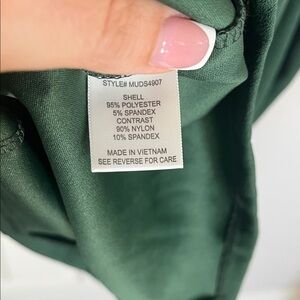 STYLE# MUDS4907
SHELL
95% POLYESTER
5% SPANDEX
CONTRAST
90% NYLON
10% SPANDEX
MADE IN VIETNAM
SEE REVERSE FOR CARE